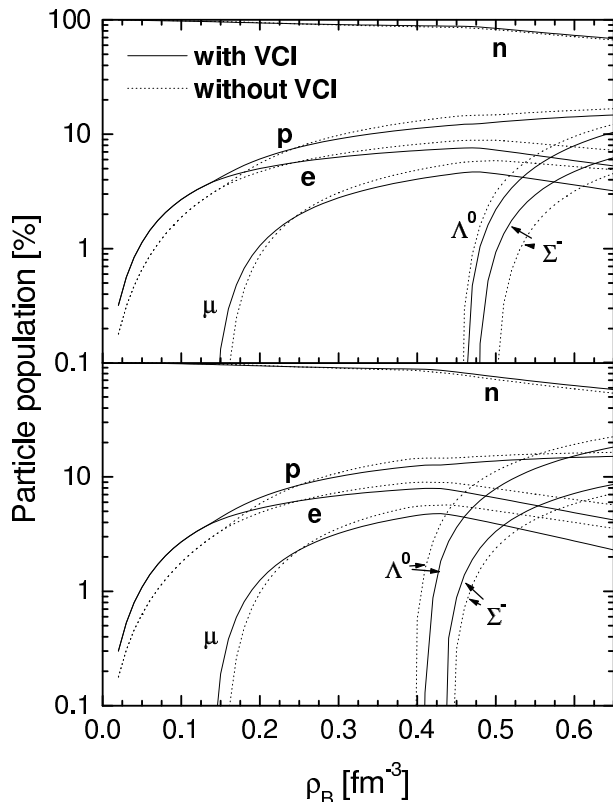 100
with VCI
without VCI
n
10
p
e
Λ⁰
1
Σ⁻
μ
0.1
Particle population [%]
n
10
p
e
Λ⁰
1
Σ⁻
μ
0.1
0.0 0.1 0.2 0.3 0.4 0.5 0.6
ρ_B [fm⁻³]